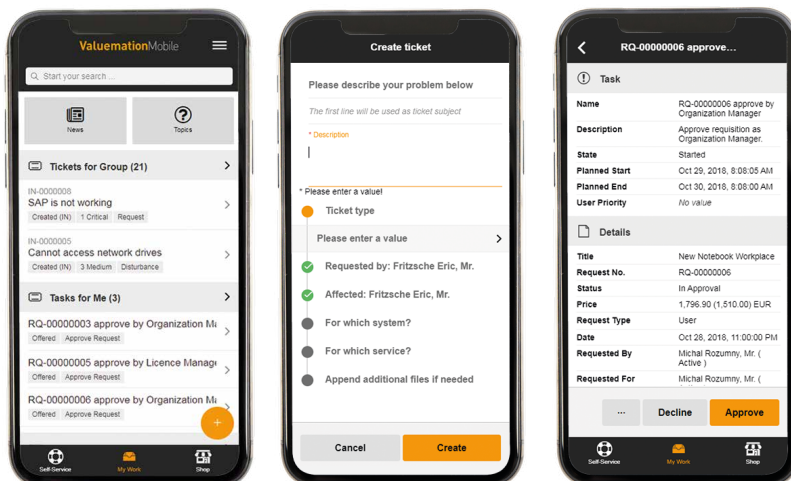 ValuemationMobile
Start your search ...
News
Topics
Tickets for Group (21)
IN-0000008
SAP is not working
Created (IN) 1 Critical Request
IN-0000005
Cannot access network drives
Created (IN) 3 Medium Disturbance
Tasks for Me (3)
RQ-00000003 approve by Organization Ma
Offered Approve Request
RQ-00000005 approve by Licence Manage
Offered Approve Request
RQ-00000006 approve by Organization Ma
Offered Approve Request
+
Self-Service
My Work
Shop
Create ticket
Please describe your problem below
The first line will be used as ticket subject
* Description
* Please enter a value!
Ticket type
Please enter a value
Requested by: Fritzsche Eric, Mr.
Affected: Fritzsche Eric, Mr.
For which system?
For which service?
Append additional files if needed
Cancel
Create
RQ-00000006 approve...
Task
Name RQ-00000006 approve by
Organization Manager
Description Approve requisition as
Organization Manager.
State Started
Planned Start Oct 29, 2018, 8:08:05 AM
Planned End Oct 30, 2018, 8:08:00 AM
User Priority No value
Details
Title New Notebook Workplace
Request No. RQ-00000006
Status In Approval
Price 1,796.90 (1,510.00) EUR
Request Type User
Date Oct 28, 2018, 11:00:00 PM
Requested By Michal Rozumny, Mr. (
Active )
Requested For Michal Rozumny, Mr. (
...
Decline
Approve
Self-Service
My Work
Shop